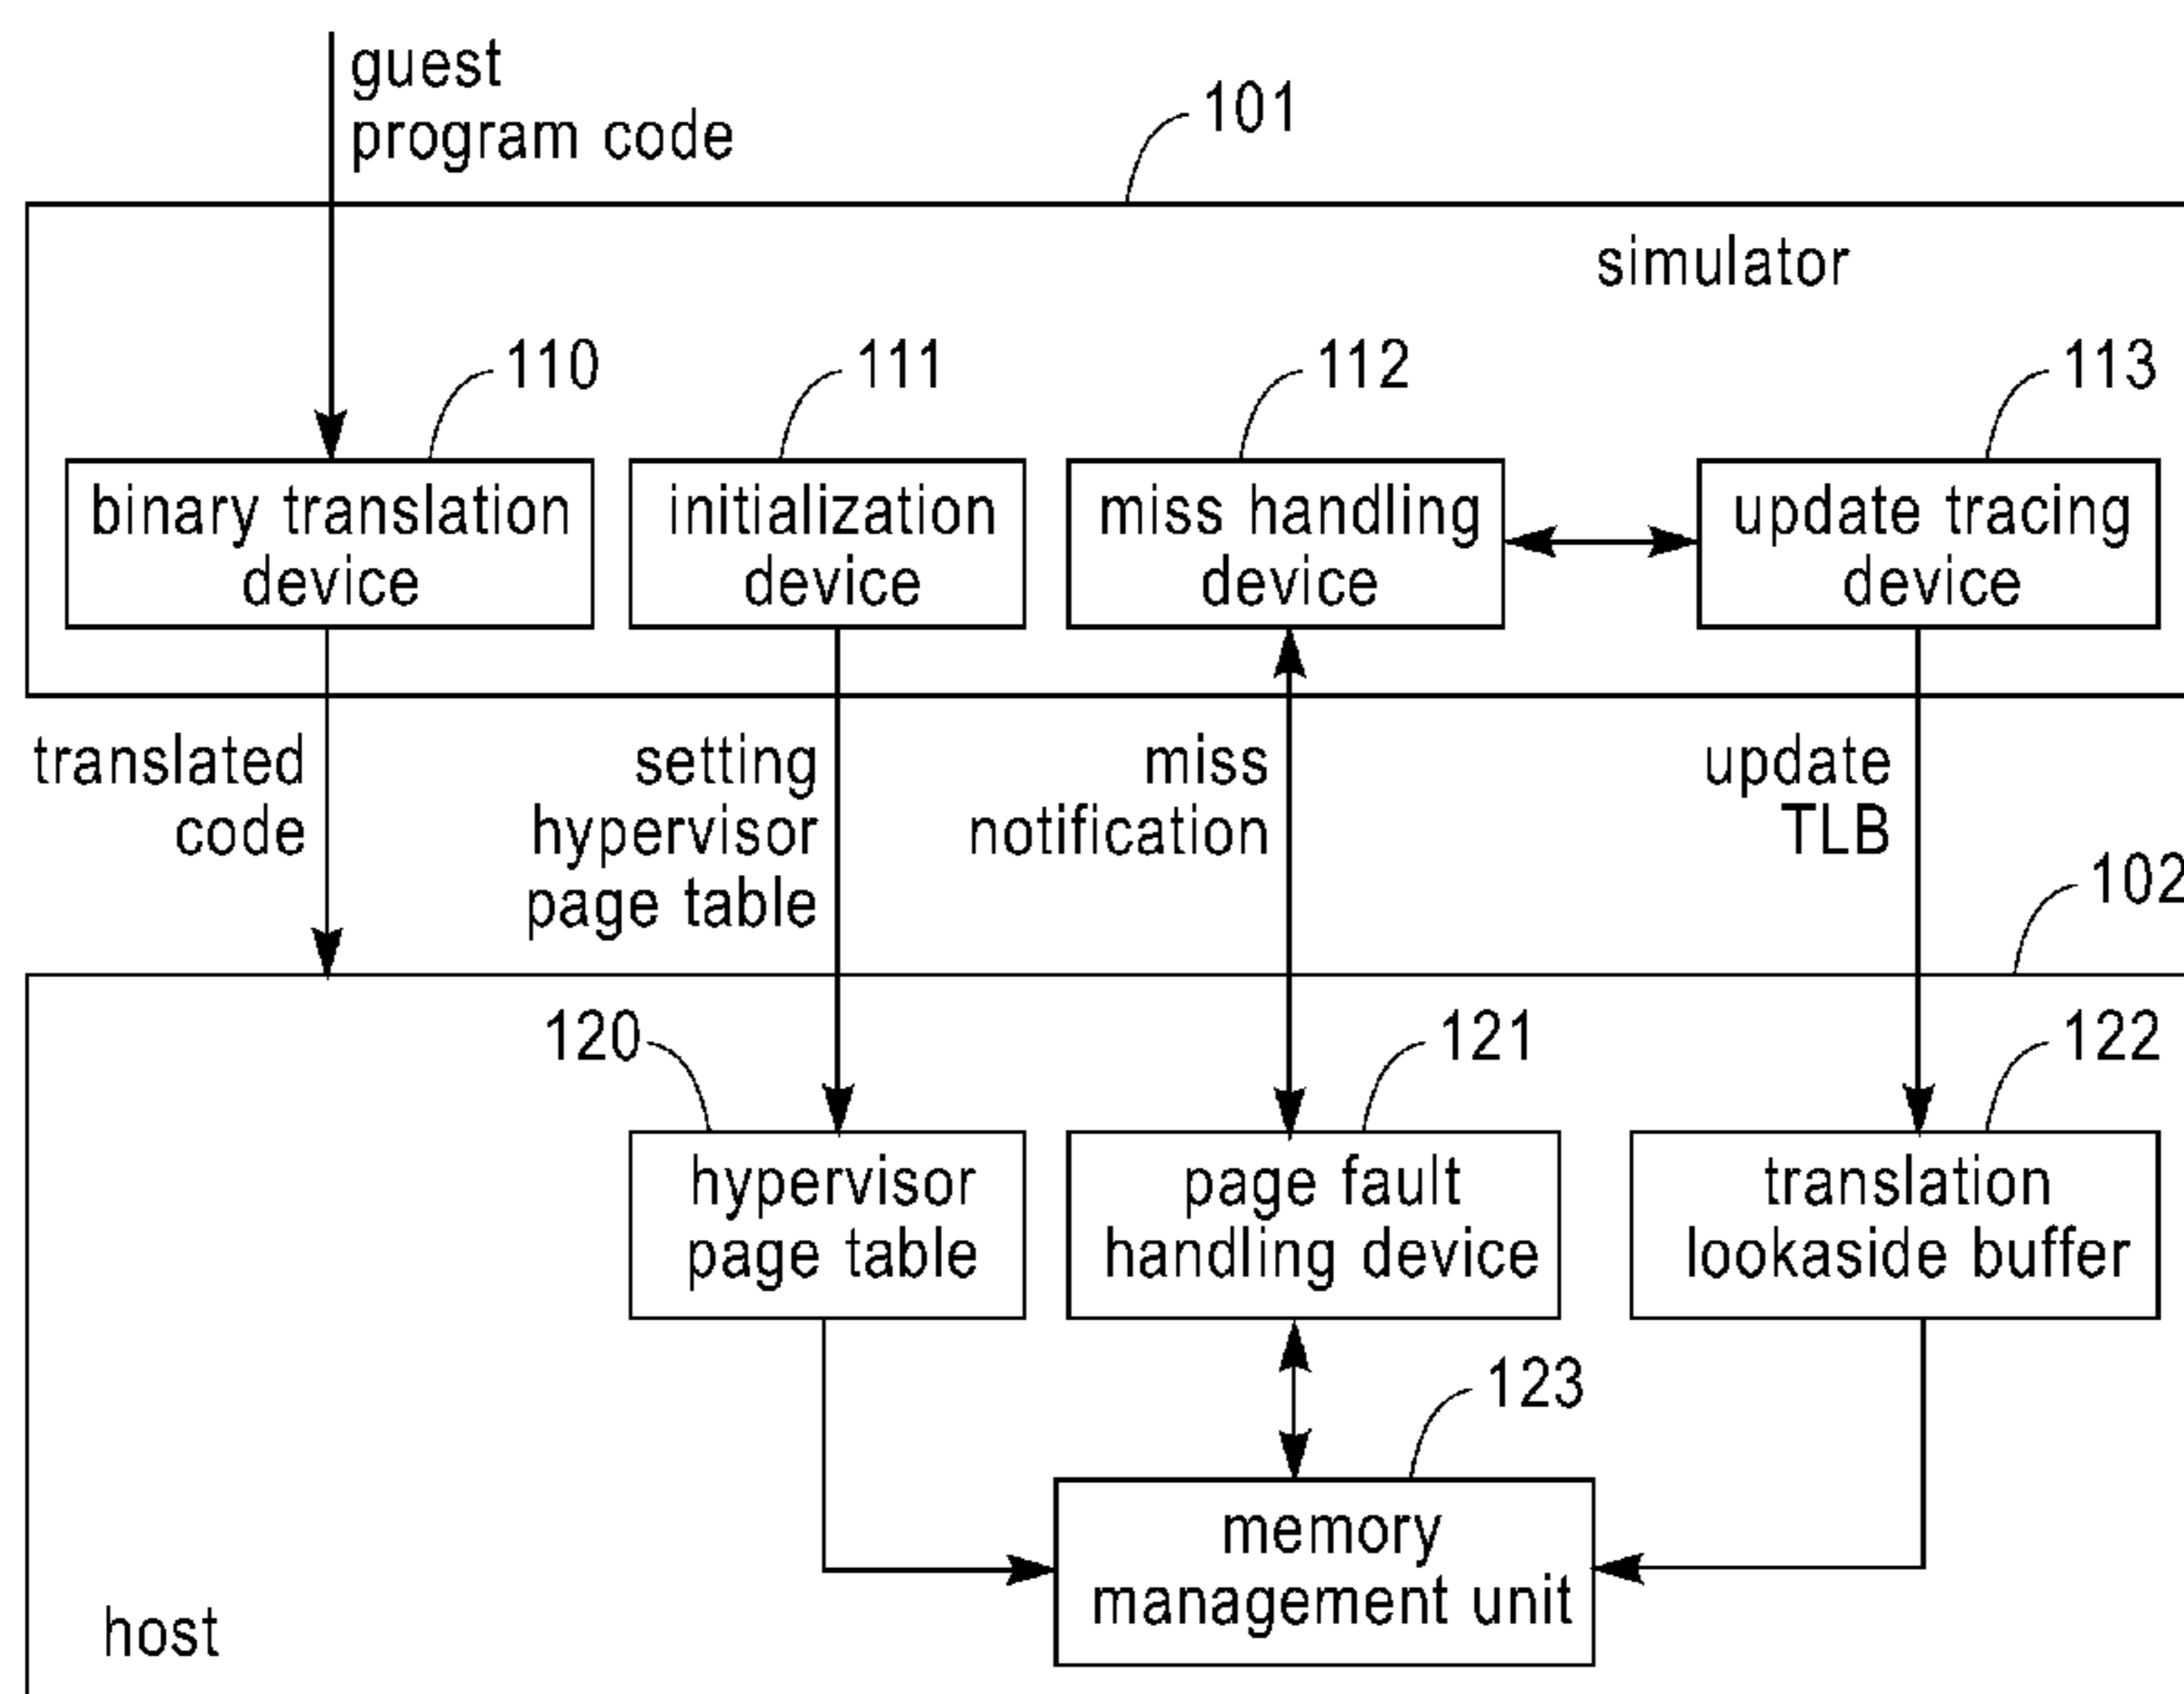 guest
program code
101
simulator
110
111
112
113
binary translation
device
initialization
device
miss handling
device
update tracing
device
translated
code
setting
hypervisor
page table
miss
notification
update
TLB
102
120
121
122
hypervisor
page table
page fault
handling device
translation
lookaside buffer
123
memory
management unit
host